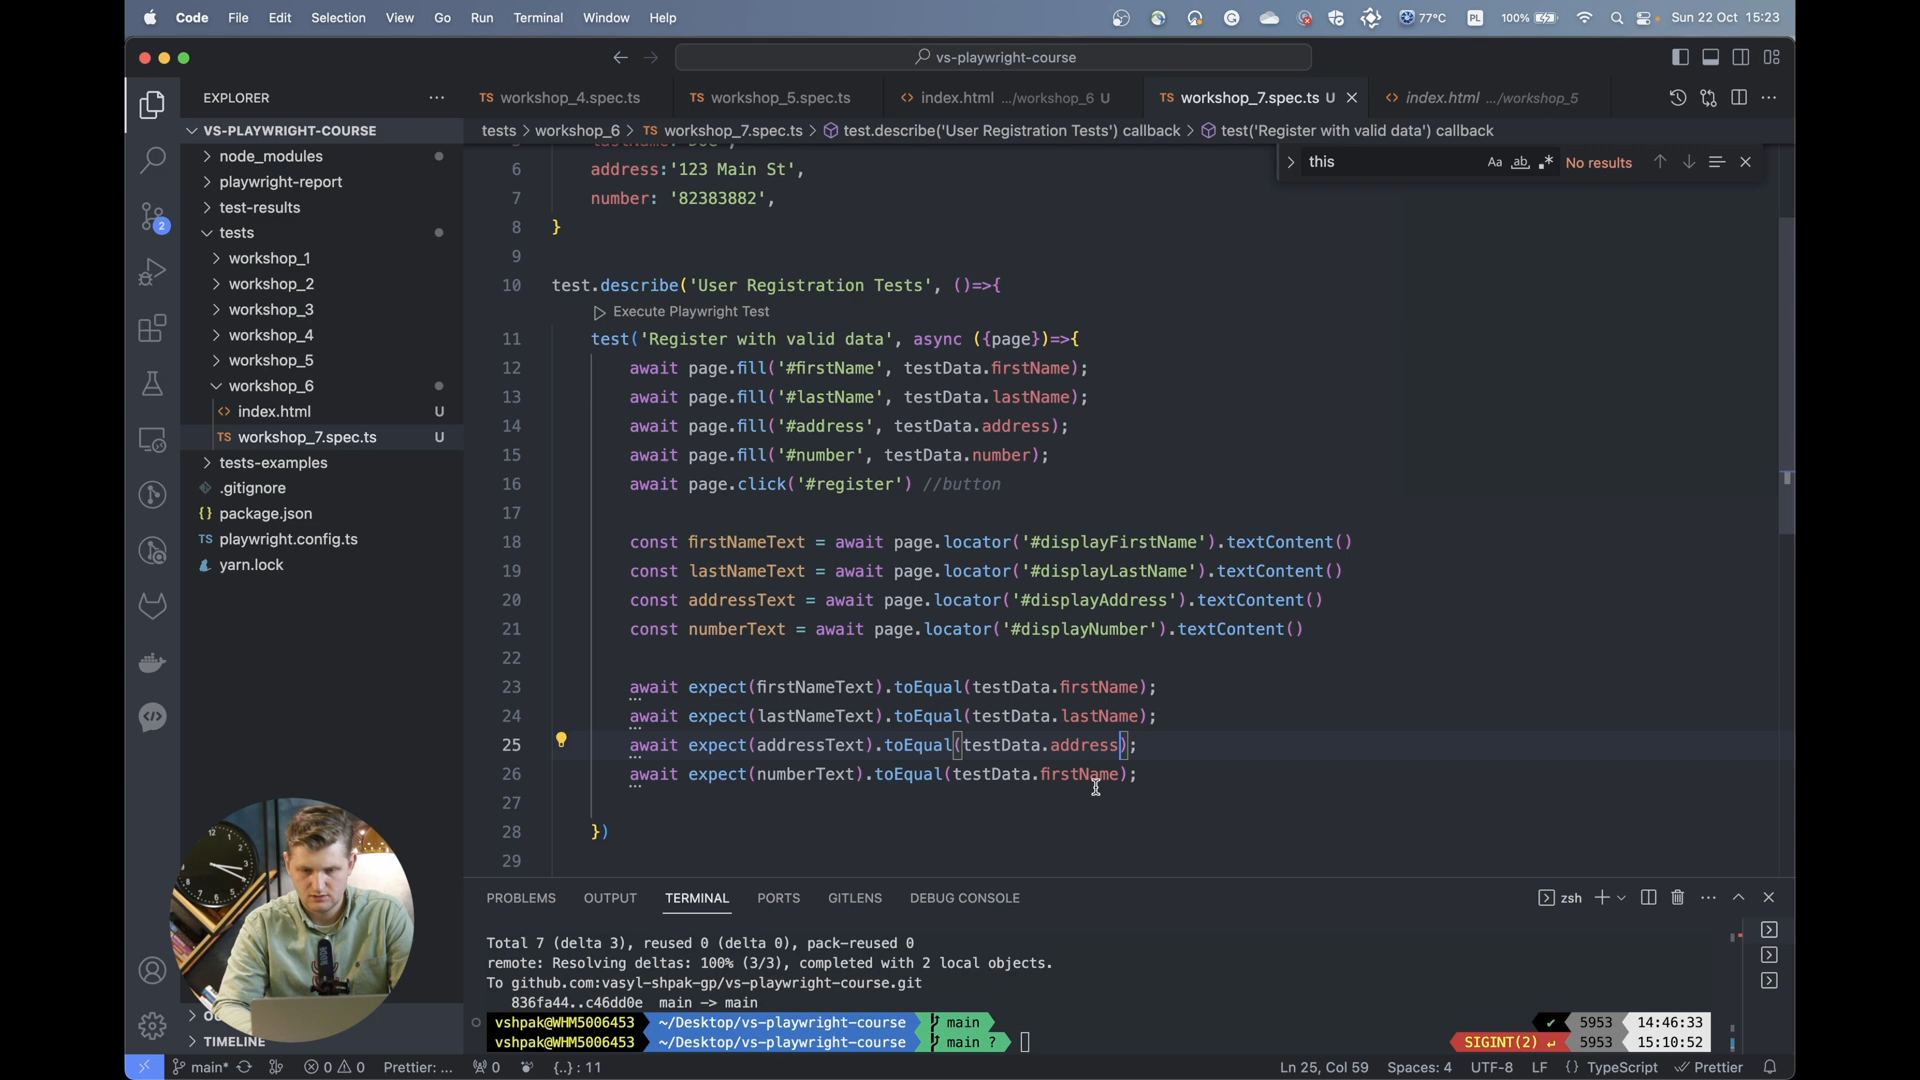 Code File Edit Selection View Go Run Terminal Window Help
77°C PL 100% Sun 22 Oct 15:23
vs-playwright-course
EXPLORER
TS workshop_4.spec.ts TS workshop_5.spec.ts <> index.html .../workshop_6 U TS workshop_7.spec.ts U <> index.html .../workshop_5
VS-PLAYWRIGHT-COURSE
tests > workshop_6 > TS workshop_7.spec.ts > test.describe('User Registration Tests') callback > test('Register with valid data') callback
this Aa ab No results
node_modules
playwright-report
test-results
tests
workshop_1
workshop_2
workshop_3
workshop_4
workshop_5
workshop_6
<> index.html U
TS workshop_7.spec.ts U
tests-examples
.gitignore
{} package.json
TS playwright.config.ts
yarn.lock
6 address:'123 Main St',
7 number: '82383882',
8 }
9
10 test.describe('User Registration Tests', ()=>{
Execute Playwright Test
11 test('Register with valid data', async ({page})=>{
12 await page.fill('#firstName', testData.firstName);
13 await page.fill('#lastName', testData.lastName);
14 await page.fill('#address', testData.address);
15 await page.fill('#number', testData.number);
16 await page.click('#register') //button
17
18 const firstNameText = await page.locator('#displayFirstName').textContent()
19 const lastNameText = await page.locator('#displayLastName').textContent()
20 const addressText = await page.locator('#displayAddress').textContent()
21 const numberText = await page.locator('#displayNumber').textContent()
22
23 await expect(firstNameText).toEqual(testData.firstName);
24 await expect(lastNameText).toEqual(testData.lastName);
25 await expect(addressText).toEqual(testData.address);
26 await expect(numberText).toEqual(testData.firstName);
27
28 })
29
PROBLEMS OUTPUT TERMINAL PORTS GITLENS DEBUG CONSOLE
zsh
Total 7 (delta 3), reused 0 (delta 0), pack-reused 0
remote: Resolving deltas: 100% (3/3), completed with 2 local objects.
To github.com:vasyl-shpak-gp/vs-playwright-course.git
836fa44..c46dd0e main -> main
vshpak@WHM5006453 ~/Desktop/vs-playwright-course main ✔ 5953 14:46:33
vshpak@WHM5006453 ~/Desktop/vs-playwright-course main ? SIGINT(2) ↵ 5953 15:10:52
TIMELINE
main* 0 0 Prettier: ... 0 {..} : 11
Ln 25, Col 59 Spaces: 4 UTF-8 LF {} TypeScript Prettier